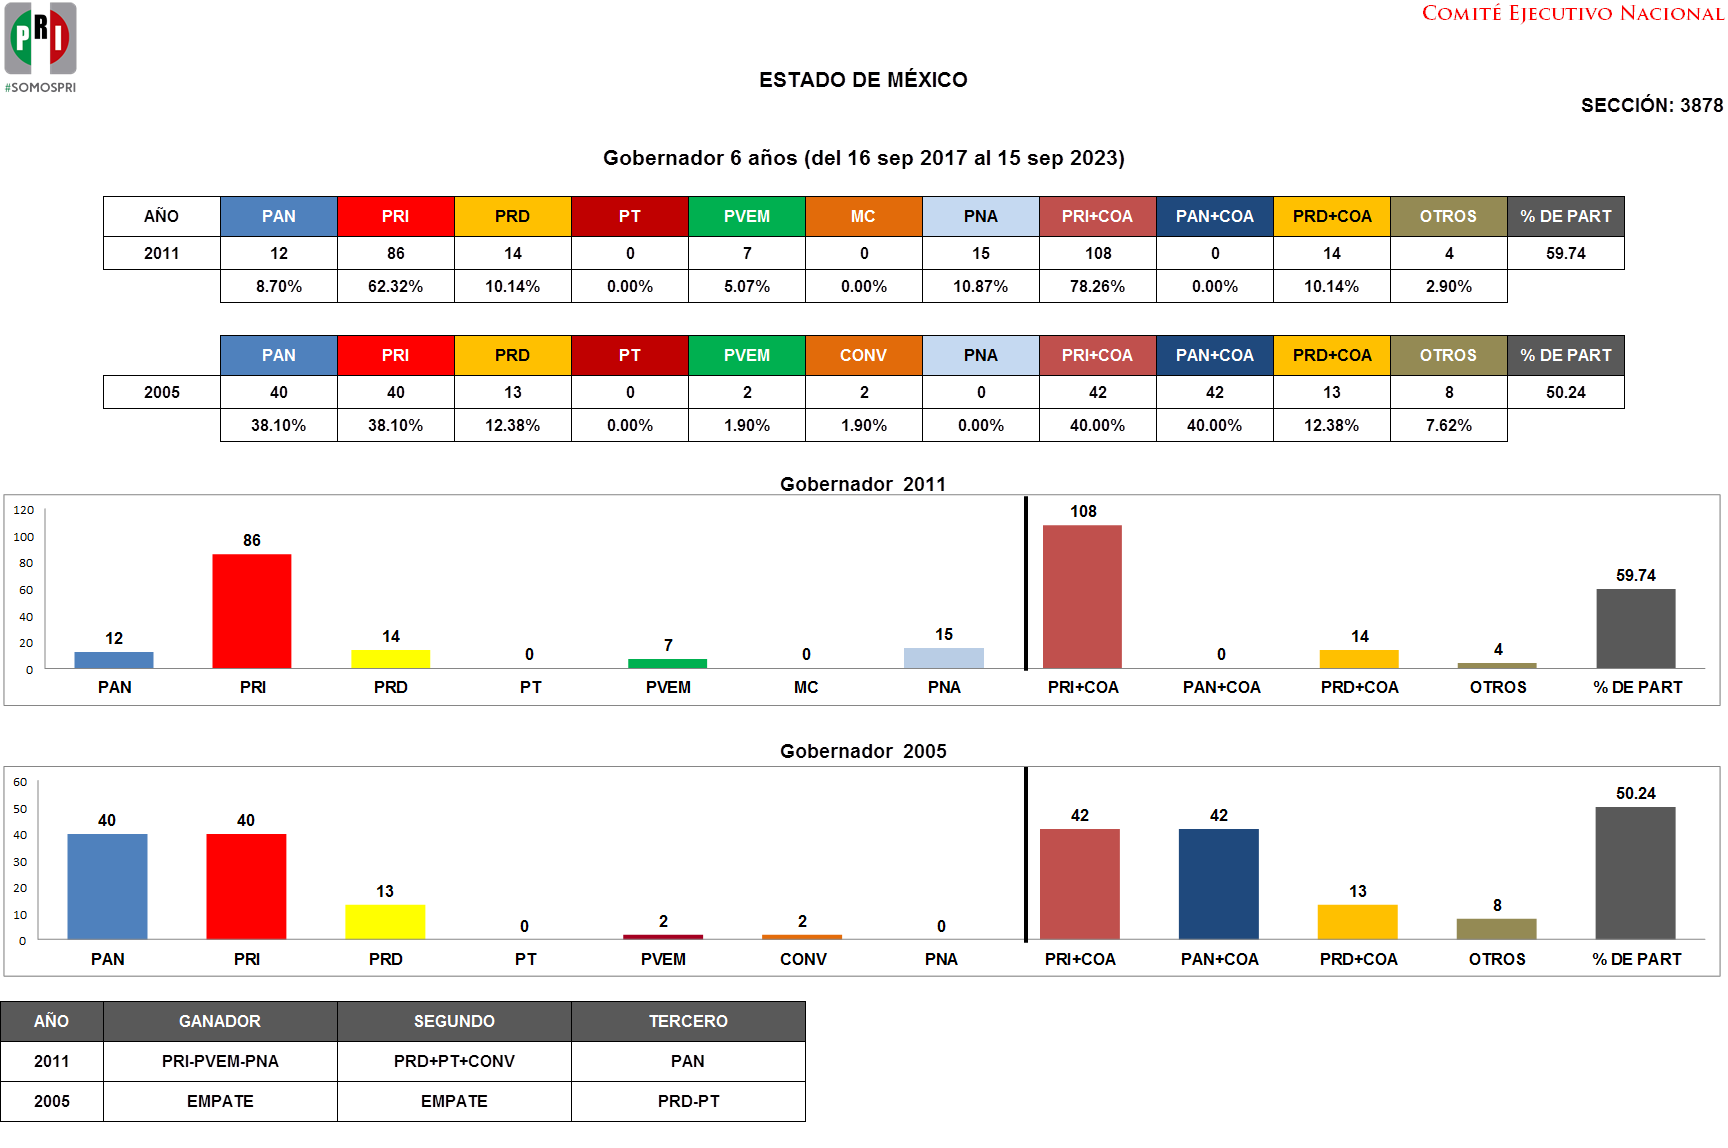 PRI
#SOMOSPRI
COMITÉ EJECUTIVO NACIONAL
ESTADO DE MÉXICO
SECCIÓN: 3878
Gobernador 6 años (del 16 sep 2017 al 15 sep 2023)
AÑO PAN PRI PRD PT PVEM MC PNA PRI+COA PAN+COA PRD+COA OTROS % DE PART
2011 12 86 14 0 7 0 15 108 0 14 4 59.74
8.70% 62.32% 10.14% 0.00% 5.07% 0.00% 10.87% 78.26% 0.00% 10.14% 2.90%
PAN PRI PRD PT PVEM CONV PNA PRI+COA PAN+COA PRD+COA OTROS % DE PART
2005 40 40 13 0 2 2 0 42 42 13 8 50.24
38.10% 38.10% 12.38% 0.00% 1.90% 1.90% 0.00% 40.00% 40.00% 12.38% 7.62%
Gobernador 2011
120
100
80
60
40
20
0
12 86 14 0 7 0 15 108 0 14 4 59.74
PAN PRI PRD PT PVEM MC PNA PRI+COA PAN+COA PRD+COA OTROS % DE PART
Gobernador 2005
60
50
40
30
20
10
0
40 40 13 0 2 2 0 42 42 13 8 50.24
PAN PRI PRD PT PVEM CONV PNA PRI+COA PAN+COA PRD+COA OTROS % DE PART
AÑO GANADOR SEGUNDO TERCERO
2011 PRI-PVEM-PNA PRD+PT+CONV PAN
2005 EMPATE EMPATE PRD-PT